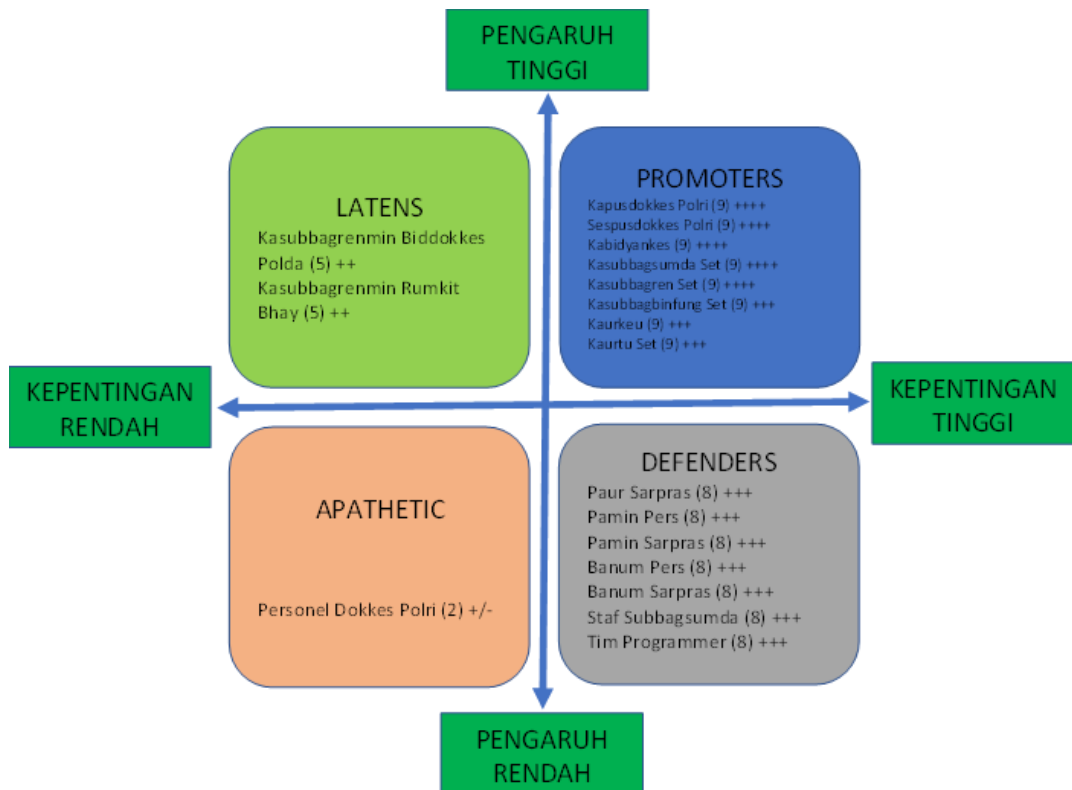 PENGARUH
TINGGI
LATENS
Kasubbagrenmin Biddokkes
Polda (5) ++
Kasubbagrenmin Rumkit
Bhay (5) ++
PROMOTERS
Kapusdokkes Polri (9) ++++
Sespusdokkes Polri (9) ++++
Kabidyankes (9) ++++
Kasubbagsumda Set (9) ++++
Kasubbagren Set (9) ++++
Kasubbagbinfung Set (9) +++
Kaurkeu (9) +++
Kaurtu Set (9) +++
KEPENTINGAN
RENDAH
KEPENTINGAN
TINGGI
APATHETIC
Personel Dokkes Polri (2) +/-
DEFENDERS
Paur Sarpras (8) +++
Pamin Pers (8) +++
Pamin Sarpras (8) +++
Banum Pers (8) +++
Banum Sarpras (8) +++
Staf Subbagsumda (8) +++
Tim Programmer (8) +++
PENGARUH
RENDAH